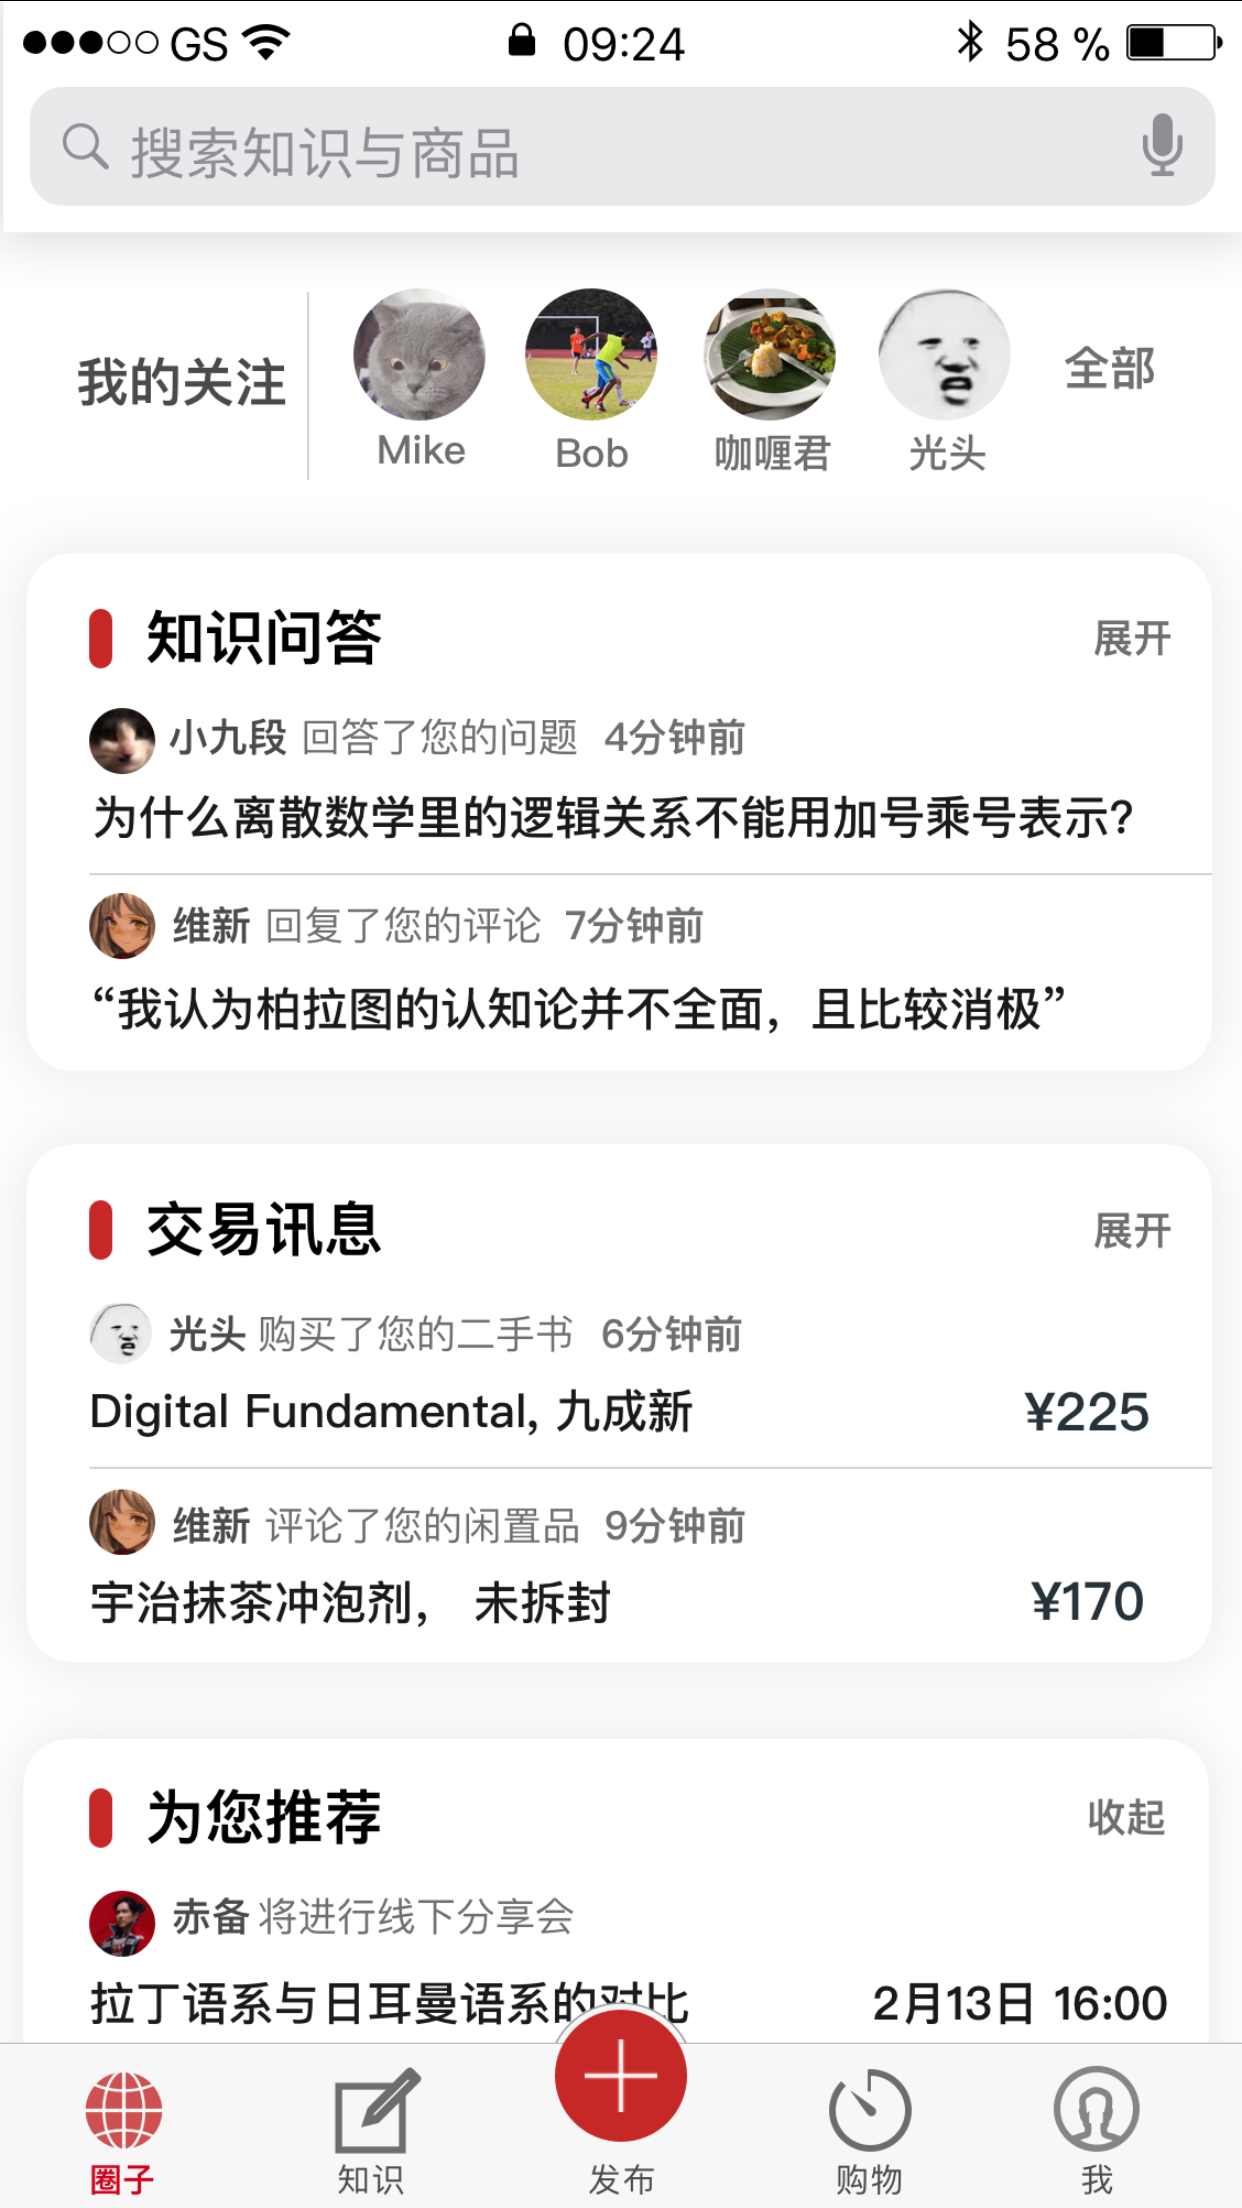 GS 09:24 58 %
搜索知识与商品
我的关注
全部
Mike Bob 咖喱君 光头
知识问答 展开
小九段 回答了您的问题 4分钟前
为什么离散数学里的逻辑关系不能用加号乘号表示?
维新 回复了您的评论 7分钟前
“我认为柏拉图的认知论并不全面，且比较消极”
交易讯息 展开
光头 购买了您的二手书 6分钟前
Digital Fundamental, 九成新 ¥225
维新 评论了您的闲置品 9分钟前
宇治抹茶冲泡剂， 未拆封 ¥170
为您推荐 收起
赤备 将进行线下分享会
拉丁语系与日耳曼语系的对比 2月13日 16:00
圈子 知识 发布 购物 我